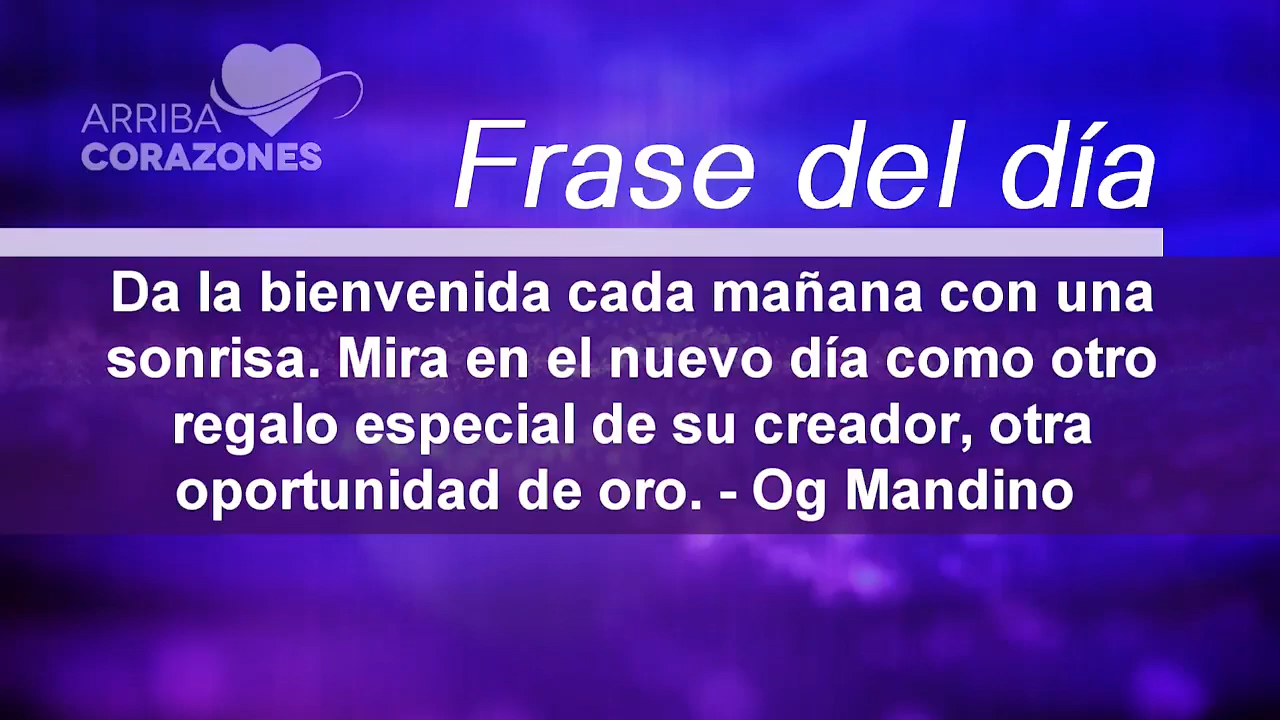 ARRIBA
CORAZONES
Frase del día
Da la bienvenida cada mañana con una
sonrisa. Mira en el nuevo día como otro
regalo especial de su creador, otra
oportunidad de oro. - Og Mandino